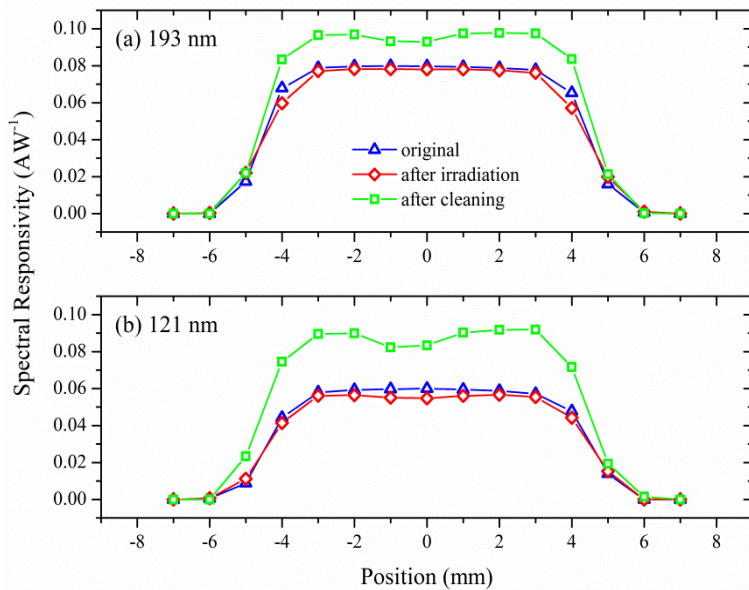 (a) 193 nm
0.10
0.08
0.06
0.04
0.02
0.00
original
after irradiation
after cleaning
-8 -6 -4 -2 0 2 4 6 8
Spectral Responsivity (AW⁻¹)
(b) 121 nm
0.10
0.08
0.06
0.04
0.02
0.00
-8 -6 -4 -2 0 2 4 6 8
Position (mm)